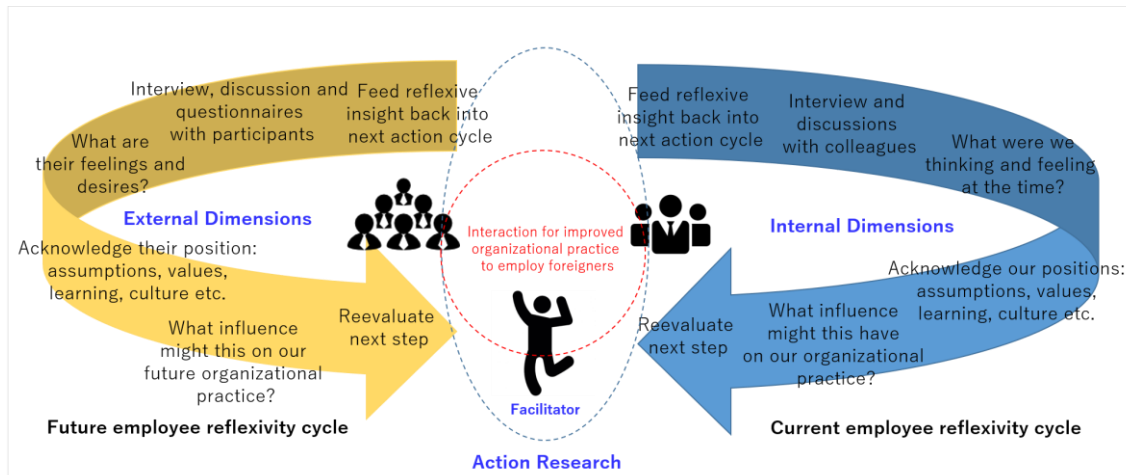 Interview, discussion and
questionnaires
with participants
Feed reflexive
insight back into
next action cycle
What are
their feelings and
desires?
External Dimensions
Acknowledge their position:
assumptions, values,
learning, culture etc.
What influence
might this on our
future organizational
practice?
Reevaluate
next step
Future employee reflexivity cycle
Interaction for improved
organizational practice
to employ foreigners
Facilitator
Action Research
Feed reflexive
insight back into
next action cycle
Interview and
discussions
with colleagues
What were we
thinking and feeling
at the time?
Internal Dimensions
Acknowledge our positions:
assumptions, values,
learning, culture etc.
What influence
might this have
on our organizational
practice?
Reevaluate
next step
Current employee reflexivity cycle